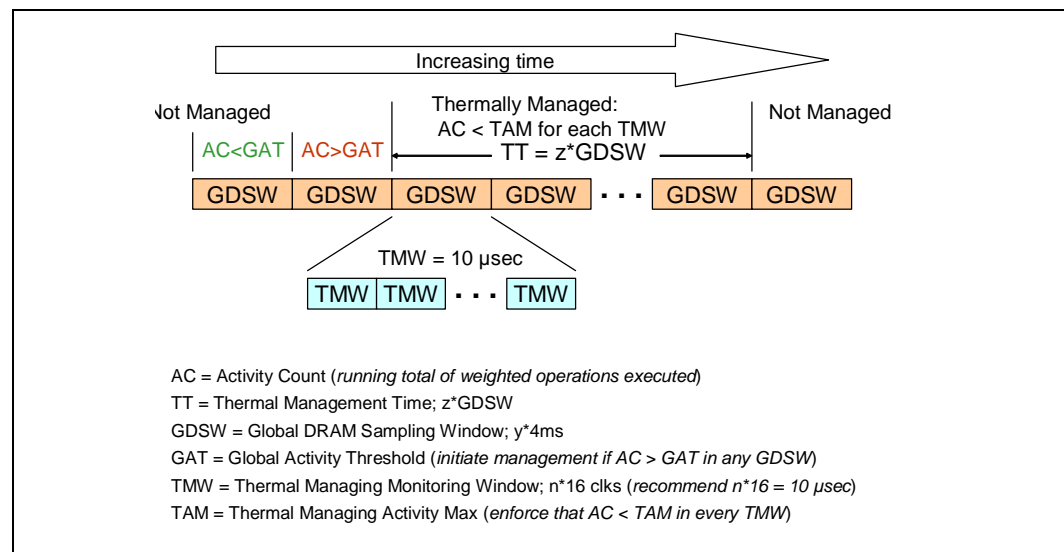 Increasing time
Not Managed
Thermally Managed:
Not Managed
AC < TAM for each TMW
AC<GAT AC>GAT
TT = z*GDSW
GDSW GDSW GDSW GDSW · · · GDSW GDSW
TMW = 10 µsec
TMW TMW · · · TMW
AC = Activity Count (running total of weighted operations executed)
TT = Thermal Management Time; z*GDSW
GDSW = Global DRAM Sampling Window; y*4ms
GAT = Global Activity Threshold (initiate management if AC > GAT in any GDSW)
TMW = Thermal Managing Monitoring Window; n*16 clks (recommend n*16 = 10 µsec)
TAM = Thermal Managing Activity Max (enforce that AC < TAM in every TMW)